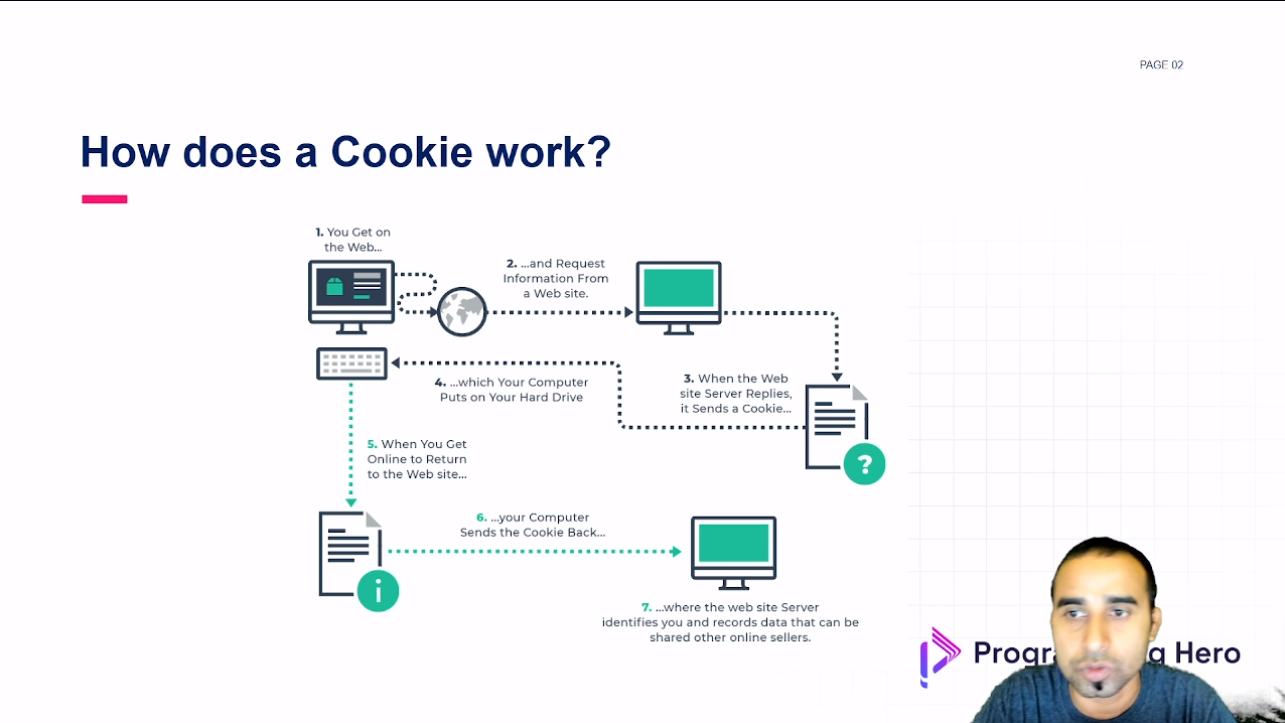 PAGE 02
How does a Cookie work?
1. You Get on
the Web...
2. ...and Request
Information From
a Web site.
3. When the Web
site Server Replies,
it Sends a Cookie...
?
4. ...which Your Computer
Puts on Your Hard Drive
5. When You Get
Online to Return
to the Web site...
i
6. ...your Computer
Sends the Cookie Back...
7. ...where the web site Server
identifies you and records data that can be
shared other online sellers.
Hero